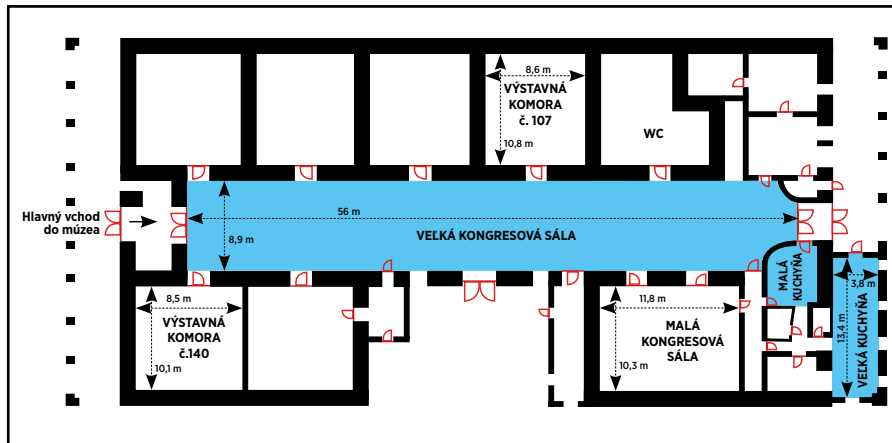 8,6 m
VÝSTAVNÁ
KOMORA
č. 107
10,8 m
WC
Hlavný vchod
do múzea
56 m
8,9 m
VEĽKÁ KONGRESOVÁ SÁLA
MALÁ
KUCHYŇA
3,8 m
13,4 m
VEĽKÁ KUCHYŇA
8,5 m
VÝSTAVNÁ
KOMORA
č.140
10,1 m
11,8 m
MALÁ
KONGRESOVÁ
SÁLA
10,3 m